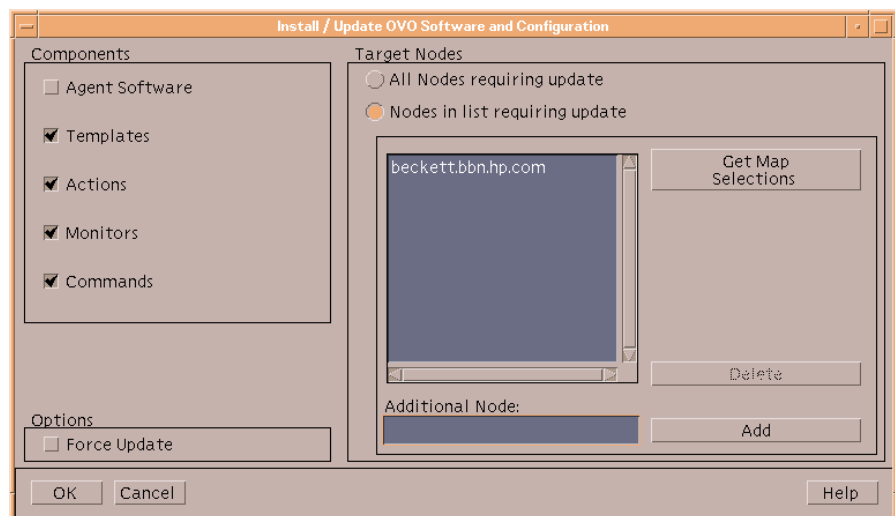 Install / Update OVO Software and Configuration
Components
Agent Software
Templates
Actions
Monitors
Commands
Options
Force Update
Target Nodes
All Nodes requiring update
Nodes in list requiring update
beckett.bbn.hp.com
Get Map
Selections
Delete
Additional Node:
Add
OK
Cancel
Help